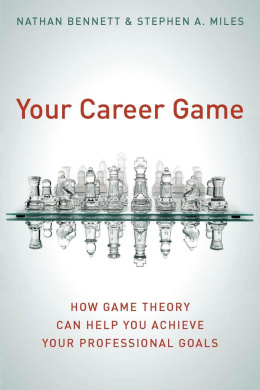 NATHAN BENNETT & STEPHEN A. MILES
Your Career Game
HOW GAME THEORY
CAN HELP YOU ACHIEVE
YOUR PROFESSIONAL GOALS